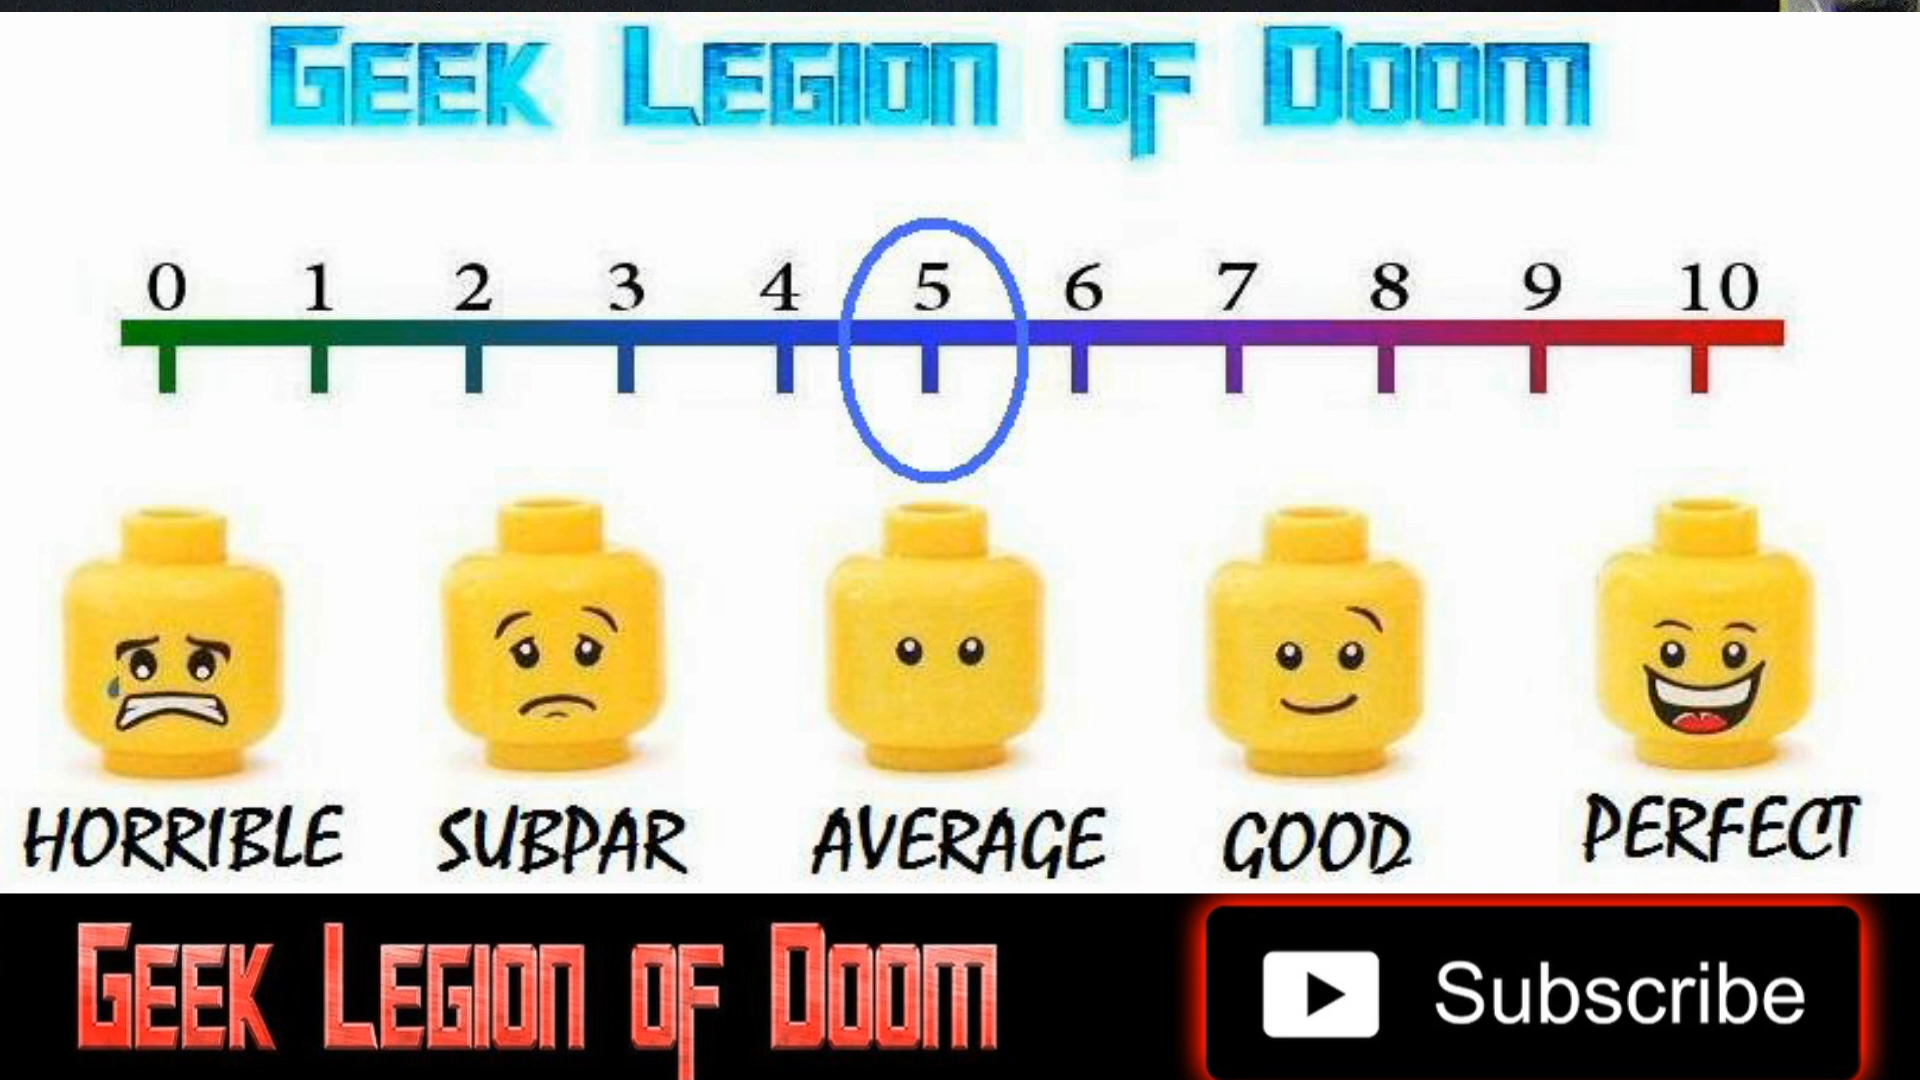 GEEK LEGION OF DOOM
0 1 2 3 4 5 6 7 8 9 10
HORRIBLE SUBPAR AVERAGE GOOD PERFECT
GEEK LEGION OF DOOM
Subscribe